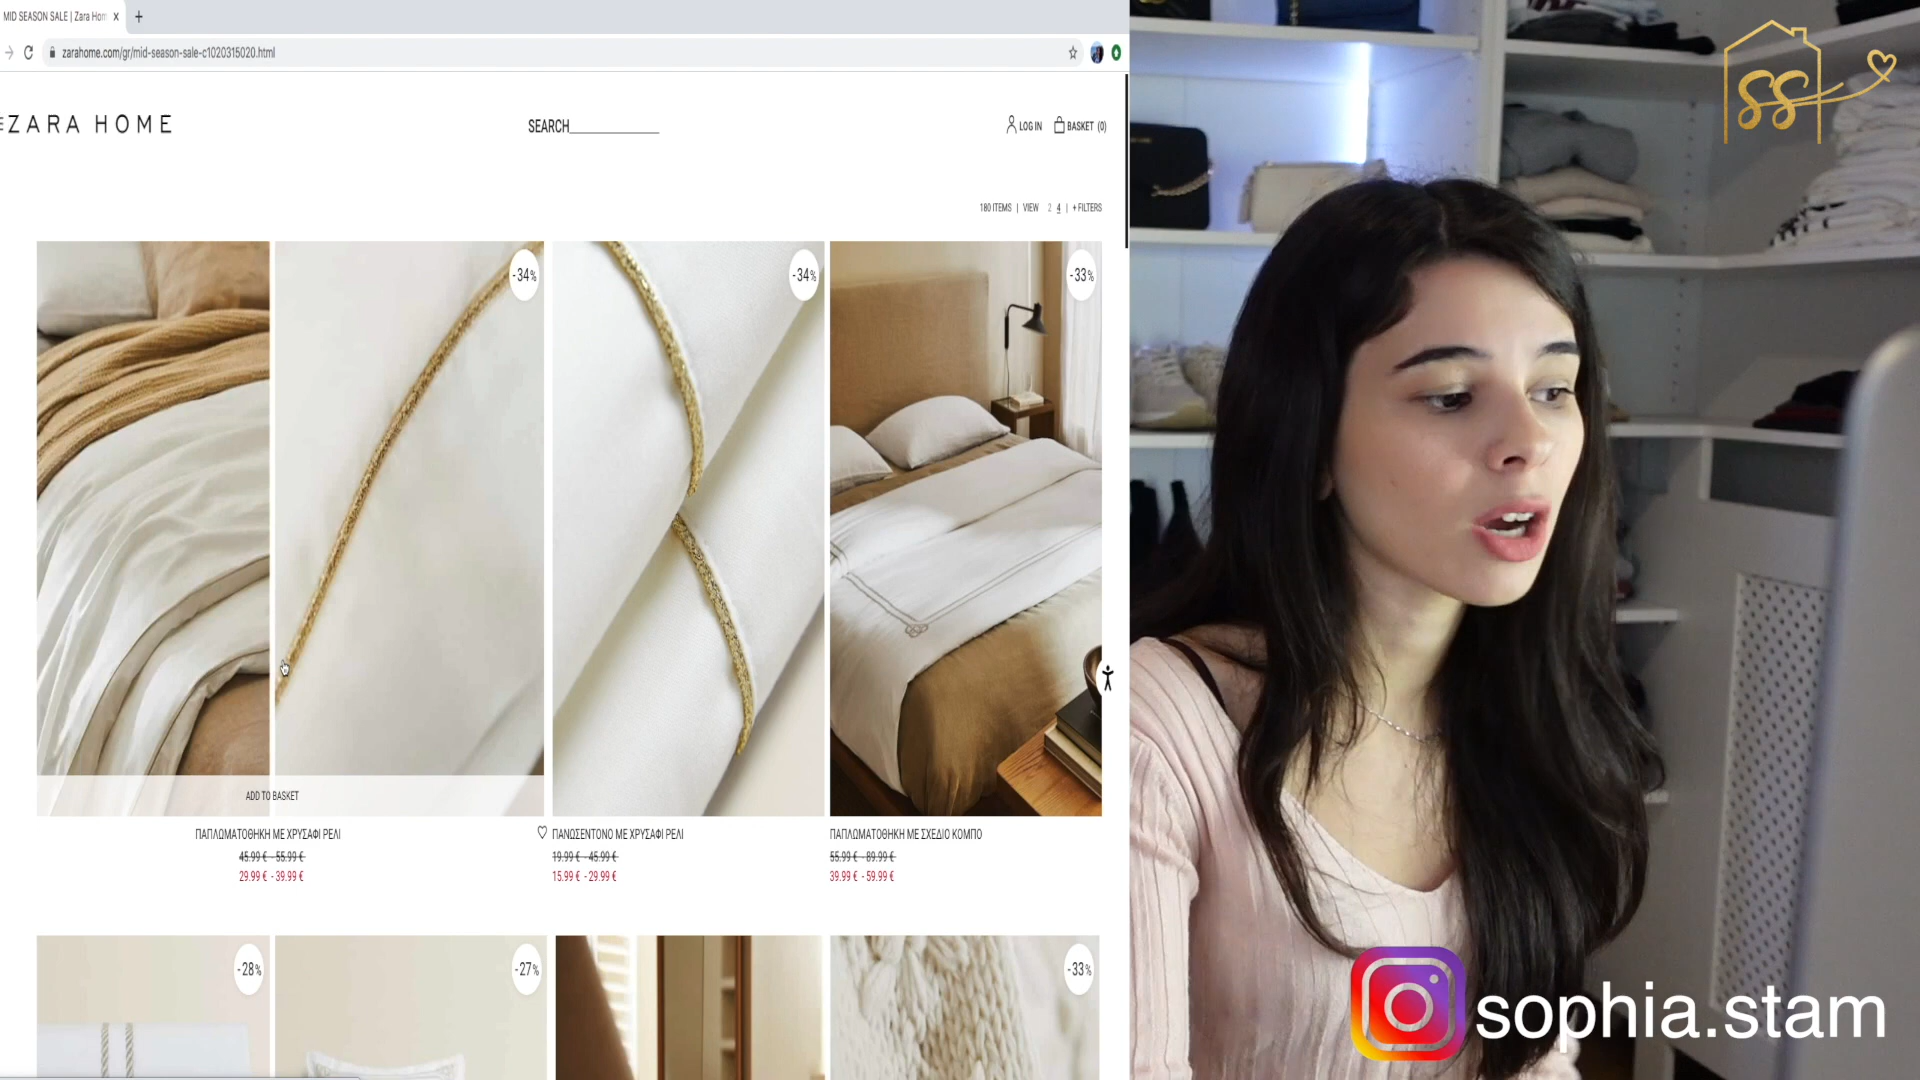 MID SEASON SALE | Zara Hom
zarahome.com/gr/mid-season-sale-c1020315020.html
ZARA HOME
SEARCH
LOG IN
BASKET (0)
180 ITEMS | VIEW 2 4 | + FILTERS
-34%
-34%
-33%
ADD TO BASKET
ΠΑΠΛΩΜΑΤΟΘΗΚΗ ΜΕ ΧΡΥΣΑΦΙ ΡΕΛΙ
45.99 € - 55.99 €
29.99 € - 39.99 €
ΠΑΝΩΣΕΝΤΟΝΟ ΜΕ ΧΡΥΣΑΦΙ ΡΕΛΙ
19.99 € - 45.99 €
15.99 € - 29.99 €
ΠΑΠΛΩΜΑΤΟΘΗΚΗ ΜΕ ΣΧΕΔΙΟ ΚΟΜΠΟ
55.99 € - 89.99 €
39.99 € - 59.99 €
-28%
-27%
-33%
SS
sophia.stam